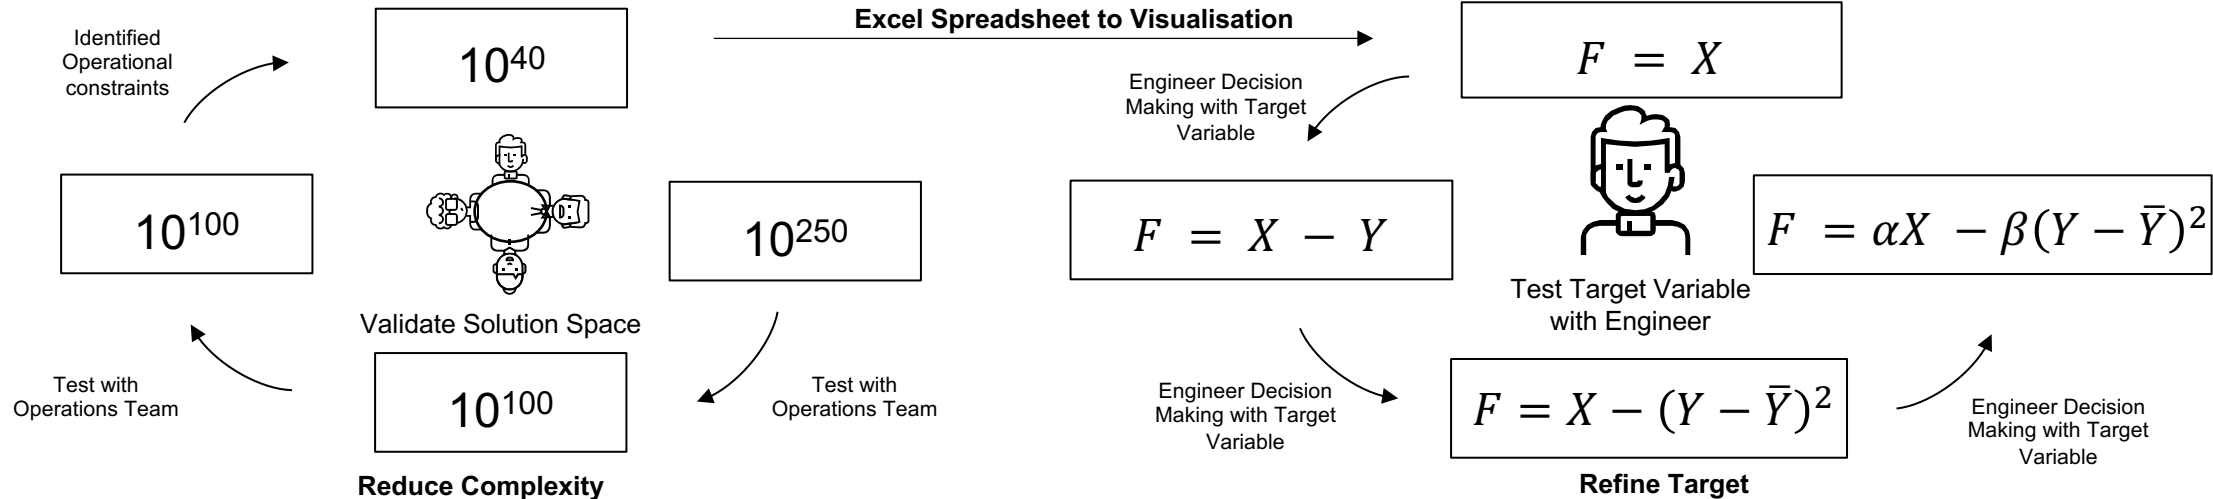 Excel Spreadsheet to Visualisation
Identified
Operational
constraints
10^40
10^100
10^250
Validate Solution Space
Test with
Operations Team
10^100
Test with
Operations Team
Reduce Complexity
F = X
Engineer Decision
Making with Target
Variable
F = X − Y
F = αX − β(Y − Ȳ)²
Test Target Variable
with Engineer
Engineer Decision
Making with Target
Variable
F = X − (Y − Ȳ)²
Engineer Decision
Making with Target
Variable
Refine Target